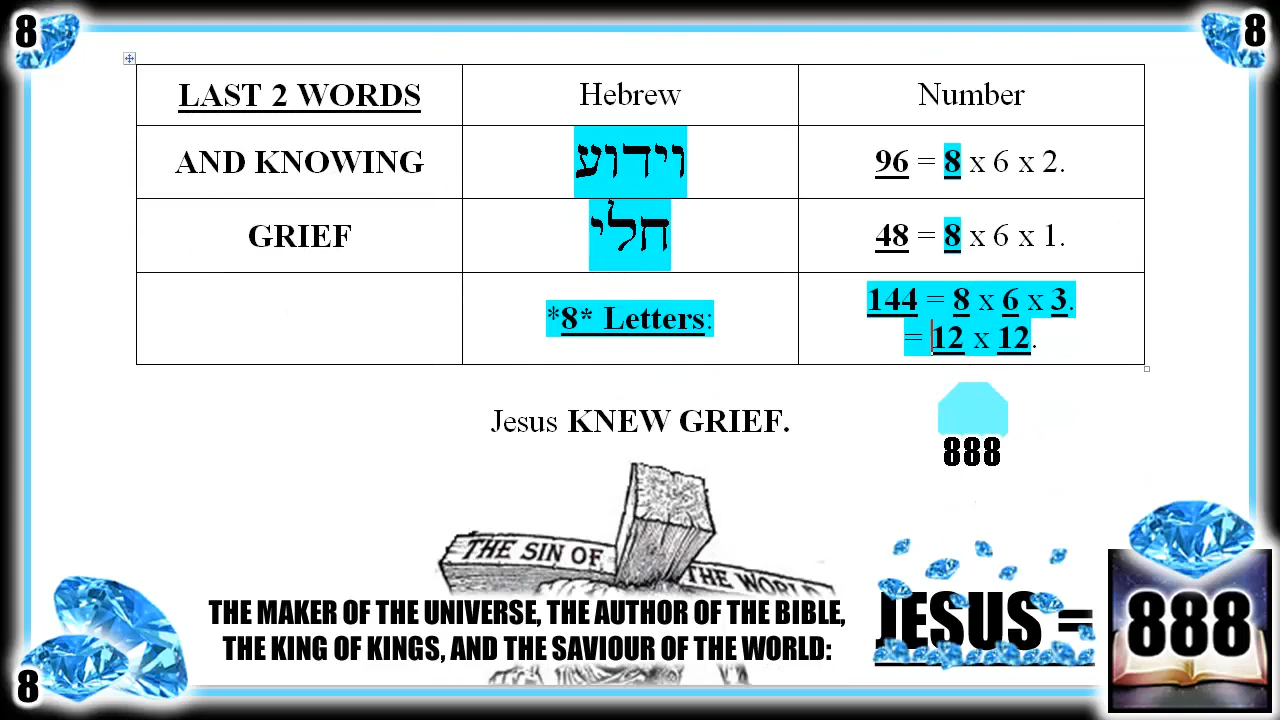 8
8
LAST 2 WORDS Hebrew Number
AND KNOWING וידוע 96 = 8 x 6 x 2.
GRIEF חלי 48 = 8 x 6 x 1.
*8* Letters: 144 = 8 x 6 x 3.
= 12 x 12.
Jesus KNEW GRIEF.
888
THE SIN OF THE WORLD
THE MAKER OF THE UNIVERSE, THE AUTHOR OF THE BIBLE,
THE KING OF KINGS, AND THE SAVIOUR OF THE WORLD:
JESUS = 888
8